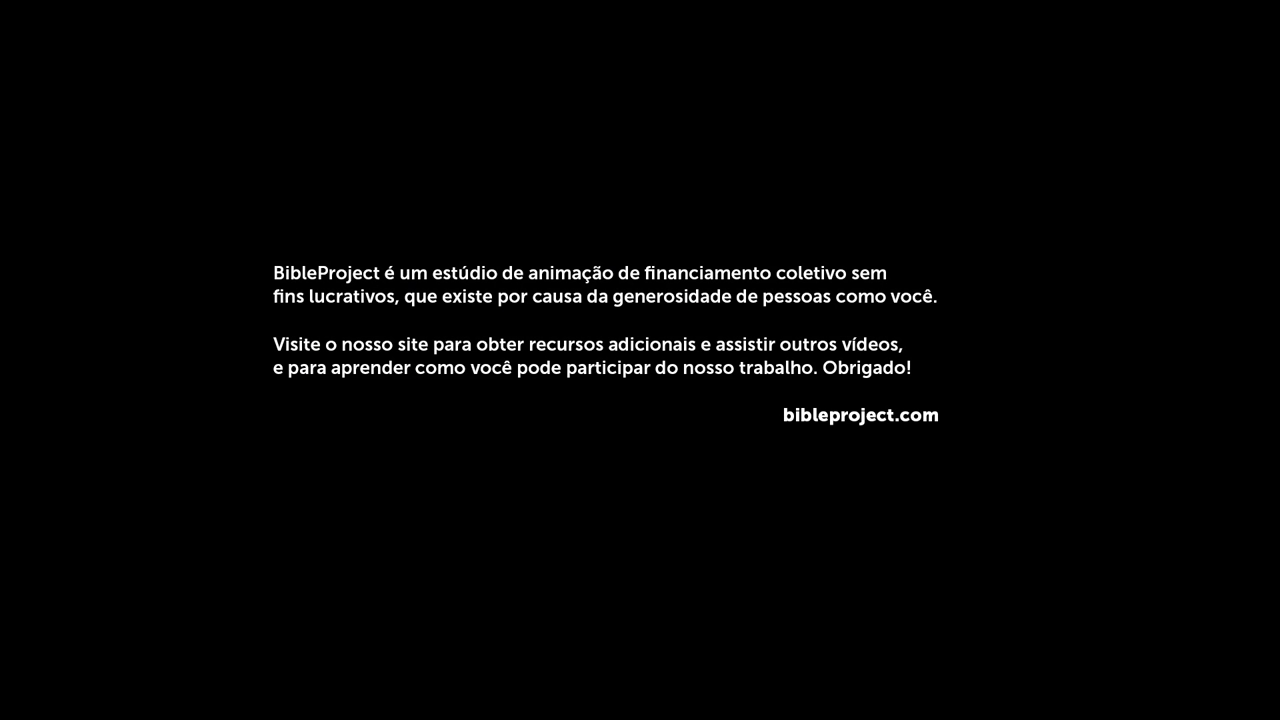 BibleProject é um estúdio de animação de financiamento coletivo sem
fins lucrativos, que existe por causa da generosidade de pessoas como você.
Visite o nosso site para obter recursos adicionais e assistir outros vídeos,
e para aprender como você pode participar do nosso trabalho. Obrigado!
bibleproject.com